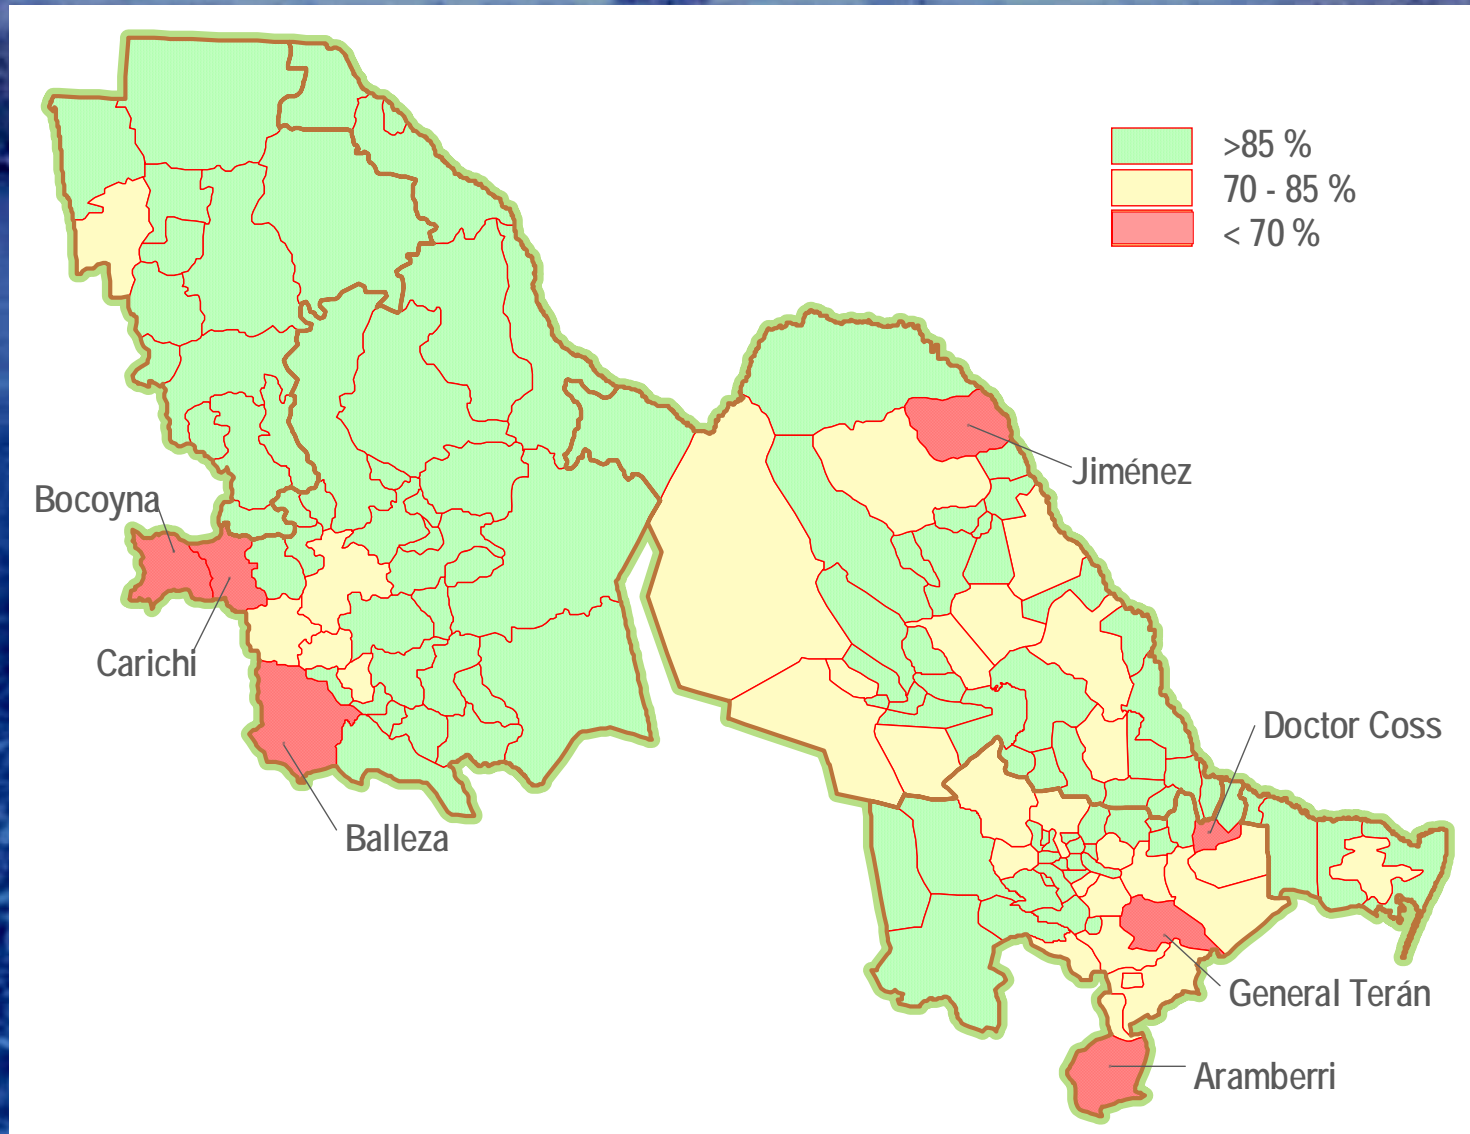 >85 %
70 - 85 %
< 70 %
Jiménez
Bocoyna
Carichi
Doctor Coss
Balleza
General Terán
Aramberri